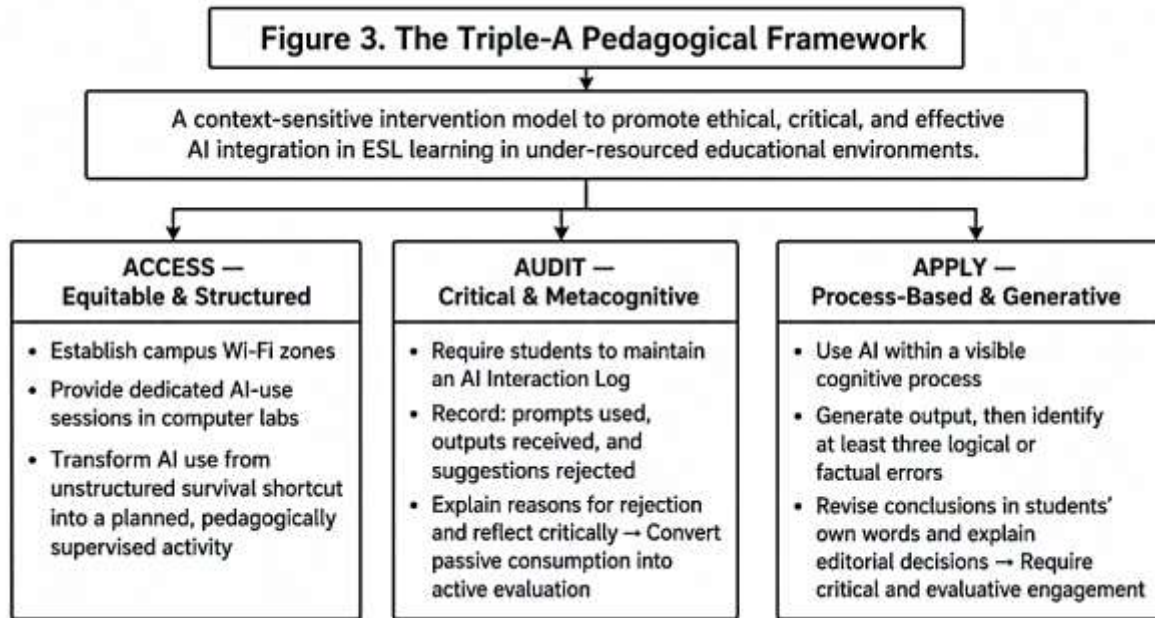 Figure 3. The Triple-A Pedagogical Framework
A context-sensitive intervention model to promote ethical, critical, and effective
AI integration in ESL learning in under-resourced educational environments.
ACCESS —
Equitable & Structured
• Establish campus Wi-Fi zones
• Provide dedicated AI-use
sessions in computer labs
• Transform AI use from
unstructured survival shortcut
into a planned, pedagogically
supervised activity
AUDIT —
Critical & Metacognitive
• Require students to maintain
an AI Interaction Log
• Record: prompts used,
outputs received, and
suggestions rejected
• Explain reasons for rejection
and reflect critically → Convert
passive consumption into
active evaluation
APPLY —
Process-Based & Generative
• Use AI within a visible
cognitive process
• Generate output, then identify
at least three logical or
factual errors
• Revise conclusions in students’
own words and explain
editorial decisions → Require
critical and evaluative engagement